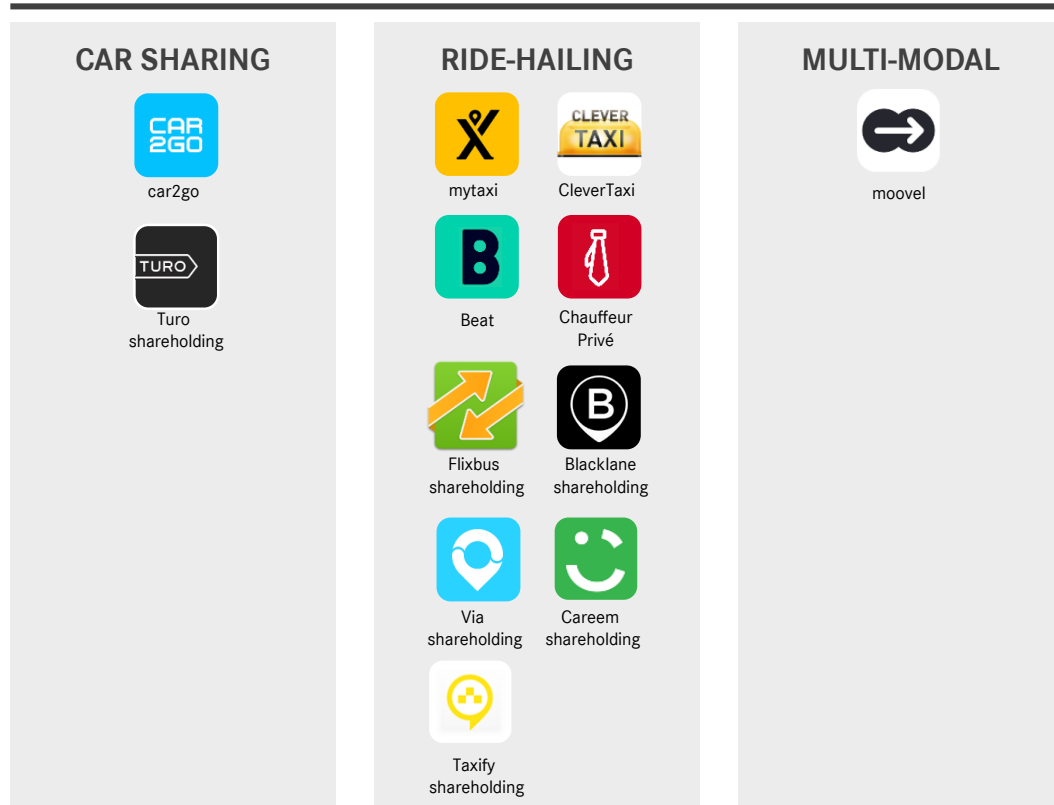 CAR SHARING
CAR
2GO
car2go
TURO
Turo
shareholding
RIDE-HAILING
mytaxi
CLEVER
TAXI
CleverTaxi
B
Beat
Chauffeur
Privé
Flixbus
shareholding
B
Blacklane
shareholding
Via
shareholding
Careem
shareholding
Taxify
shareholding
MULTI-MODAL
moovel